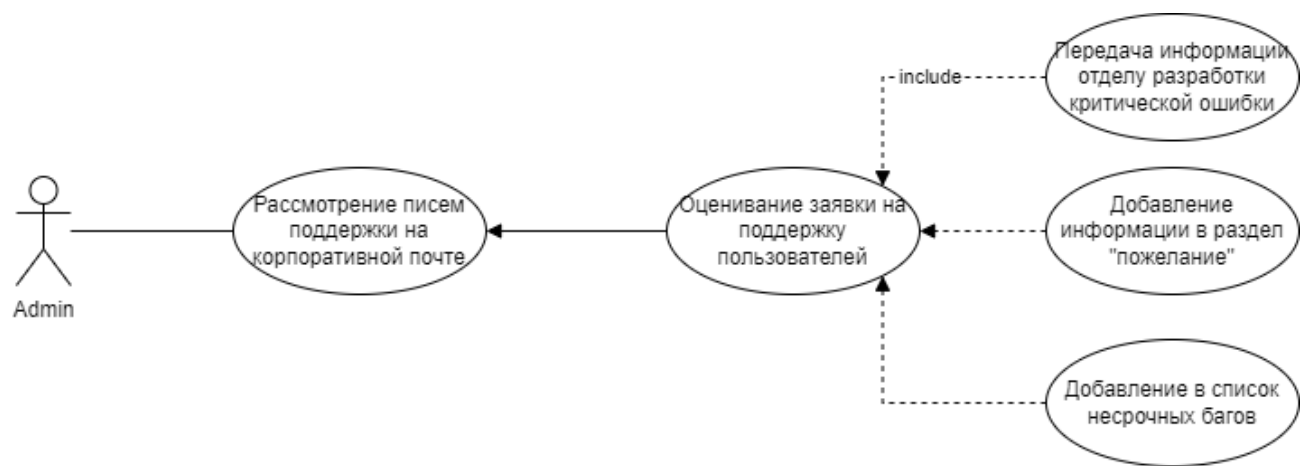 Передача информации
отделу разработки
критической ошибки
include
Рассмотрение писем
поддержки на
корпоративной почте
Оценивание заявки на
поддержку
пользователей
Добавление
информации в раздел
"пожелание"
Admin
Добавление в список
несрочных багов